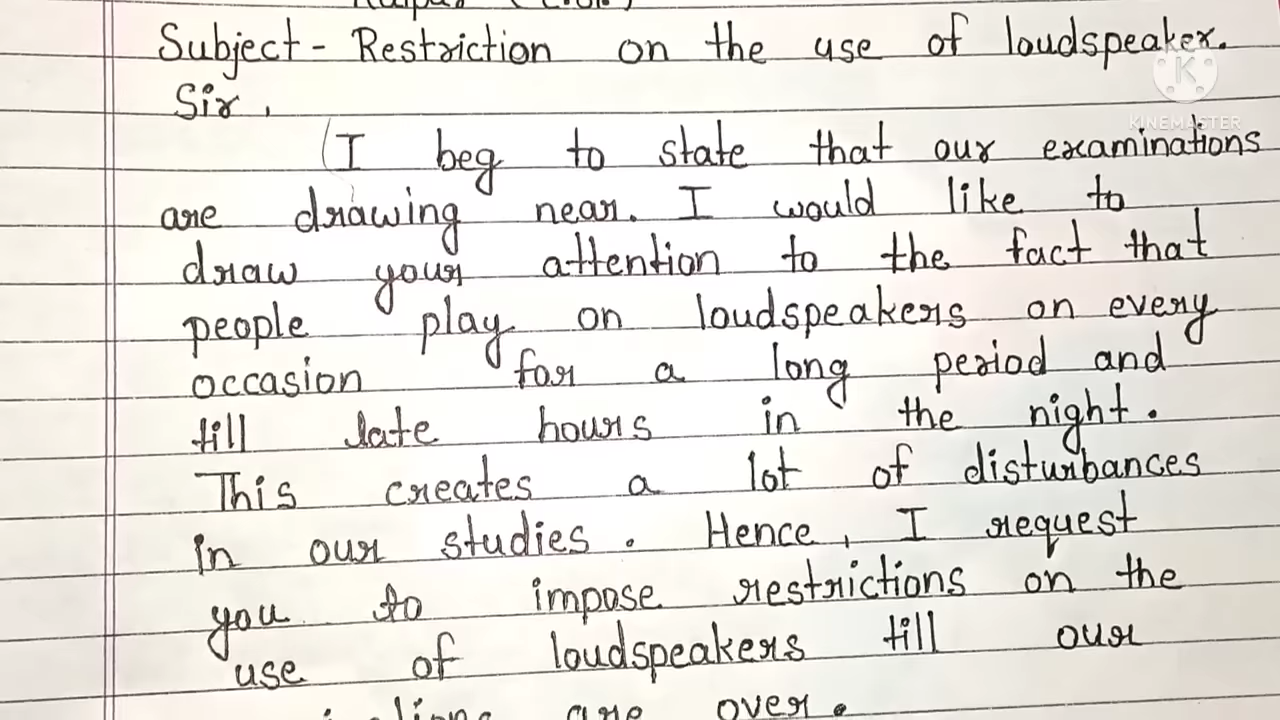 Subject - Restriction on the use of loudspeaker.
Sir,
I beg to state that our examinations
are drawing near. I would like to
draw your attention to the fact that
people play on loudspeakers on every
occasion for a long period and
till late hours in the night.
This creates a lot of disturbances
in our studies. Hence, I request
you to impose restrictions on the
use of loudspeakers till our
are over.
KINEMASTER